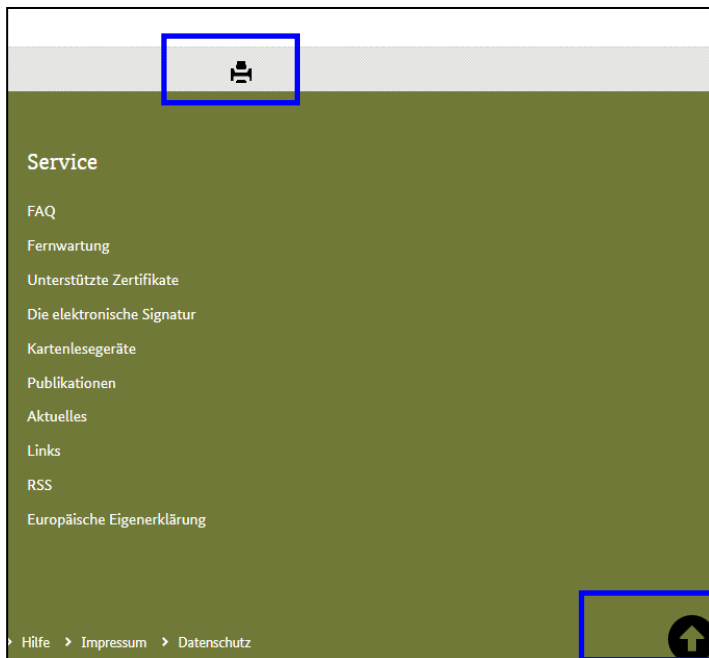 Service
FAQ
Fernwartung
Unterstützte Zertifikate
Die elektronische Signatur
Kartenlesegeräte
Publikationen
Aktuelles
Links
RSS
Europäische Eigenerklärung
Hilfe > Impressum > Datenschutz